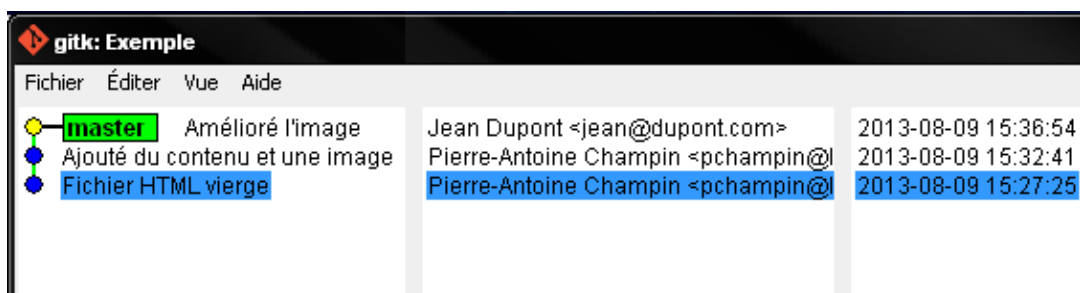 gitk: Exemple
Fichier Éditer Vue Aide
master Amélioré l'image Jean Dupont <jean@dupont.com> 2013-08-09 15:36:54
Ajouté du contenu et une image Pierre-Antoine Champin <pchampin@l 2013-08-09 15:32:41
Fichier HTML vierge Pierre-Antoine Champin <pchampin@l 2013-08-09 15:27:25